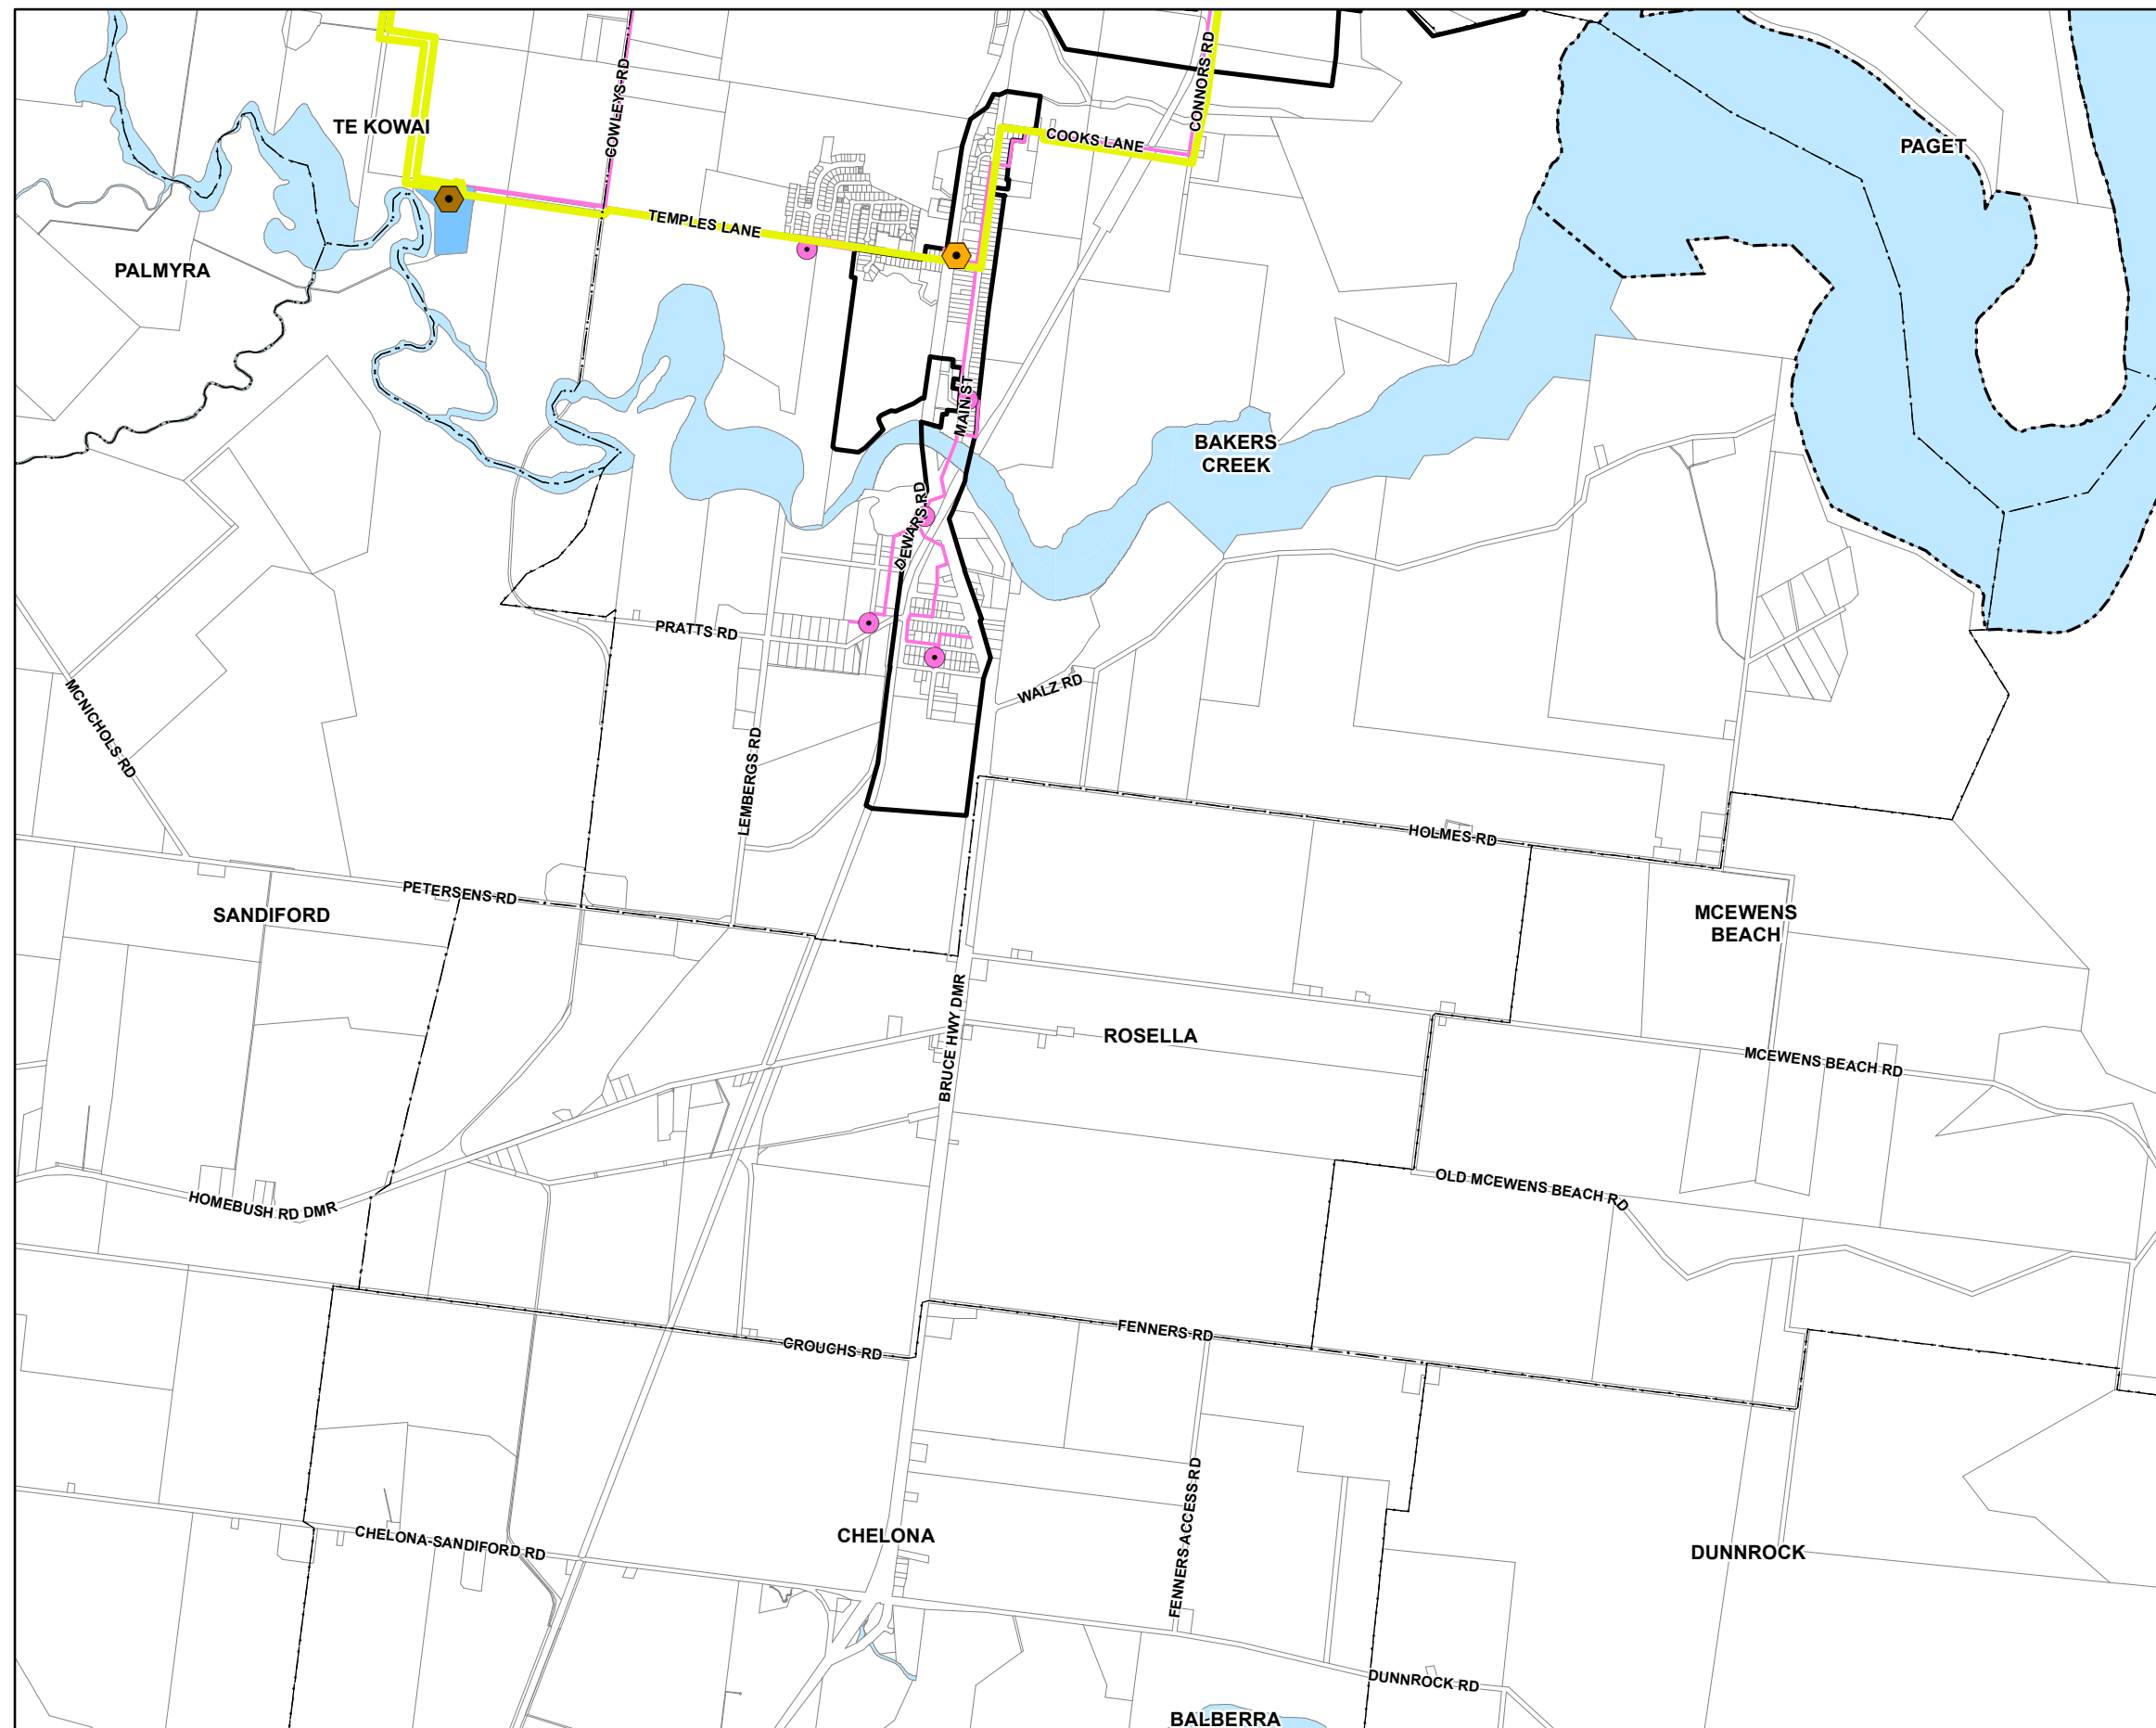 CONNORS RD
COWLEYS RD
TE KOWAI
COOKS LANE
PAGET
TEMPLES LANE
PALMYRA
MAIN ST
BAKERS
CREEK
DEWARS RD
PRATTS RD
WALZ RD
MCNICHOLS RD
LEMBERGS RD
HOLMES RD
PETERSENS RD
SANDIFORD
MCEWENS
BEACH
BRUCE HWY DMR
ROSELLA
MCEWENS BEACH RD
OLD MCEWENS BEACH RD
HOMEBUSH RD DMR
FENNERS RD
CROUGHS RD
FENNERS ACCESS RD
CHELONA
CHELONA-SANDIFORD RD
DUNNROCK
DUNNROCK RD
BALBERRA